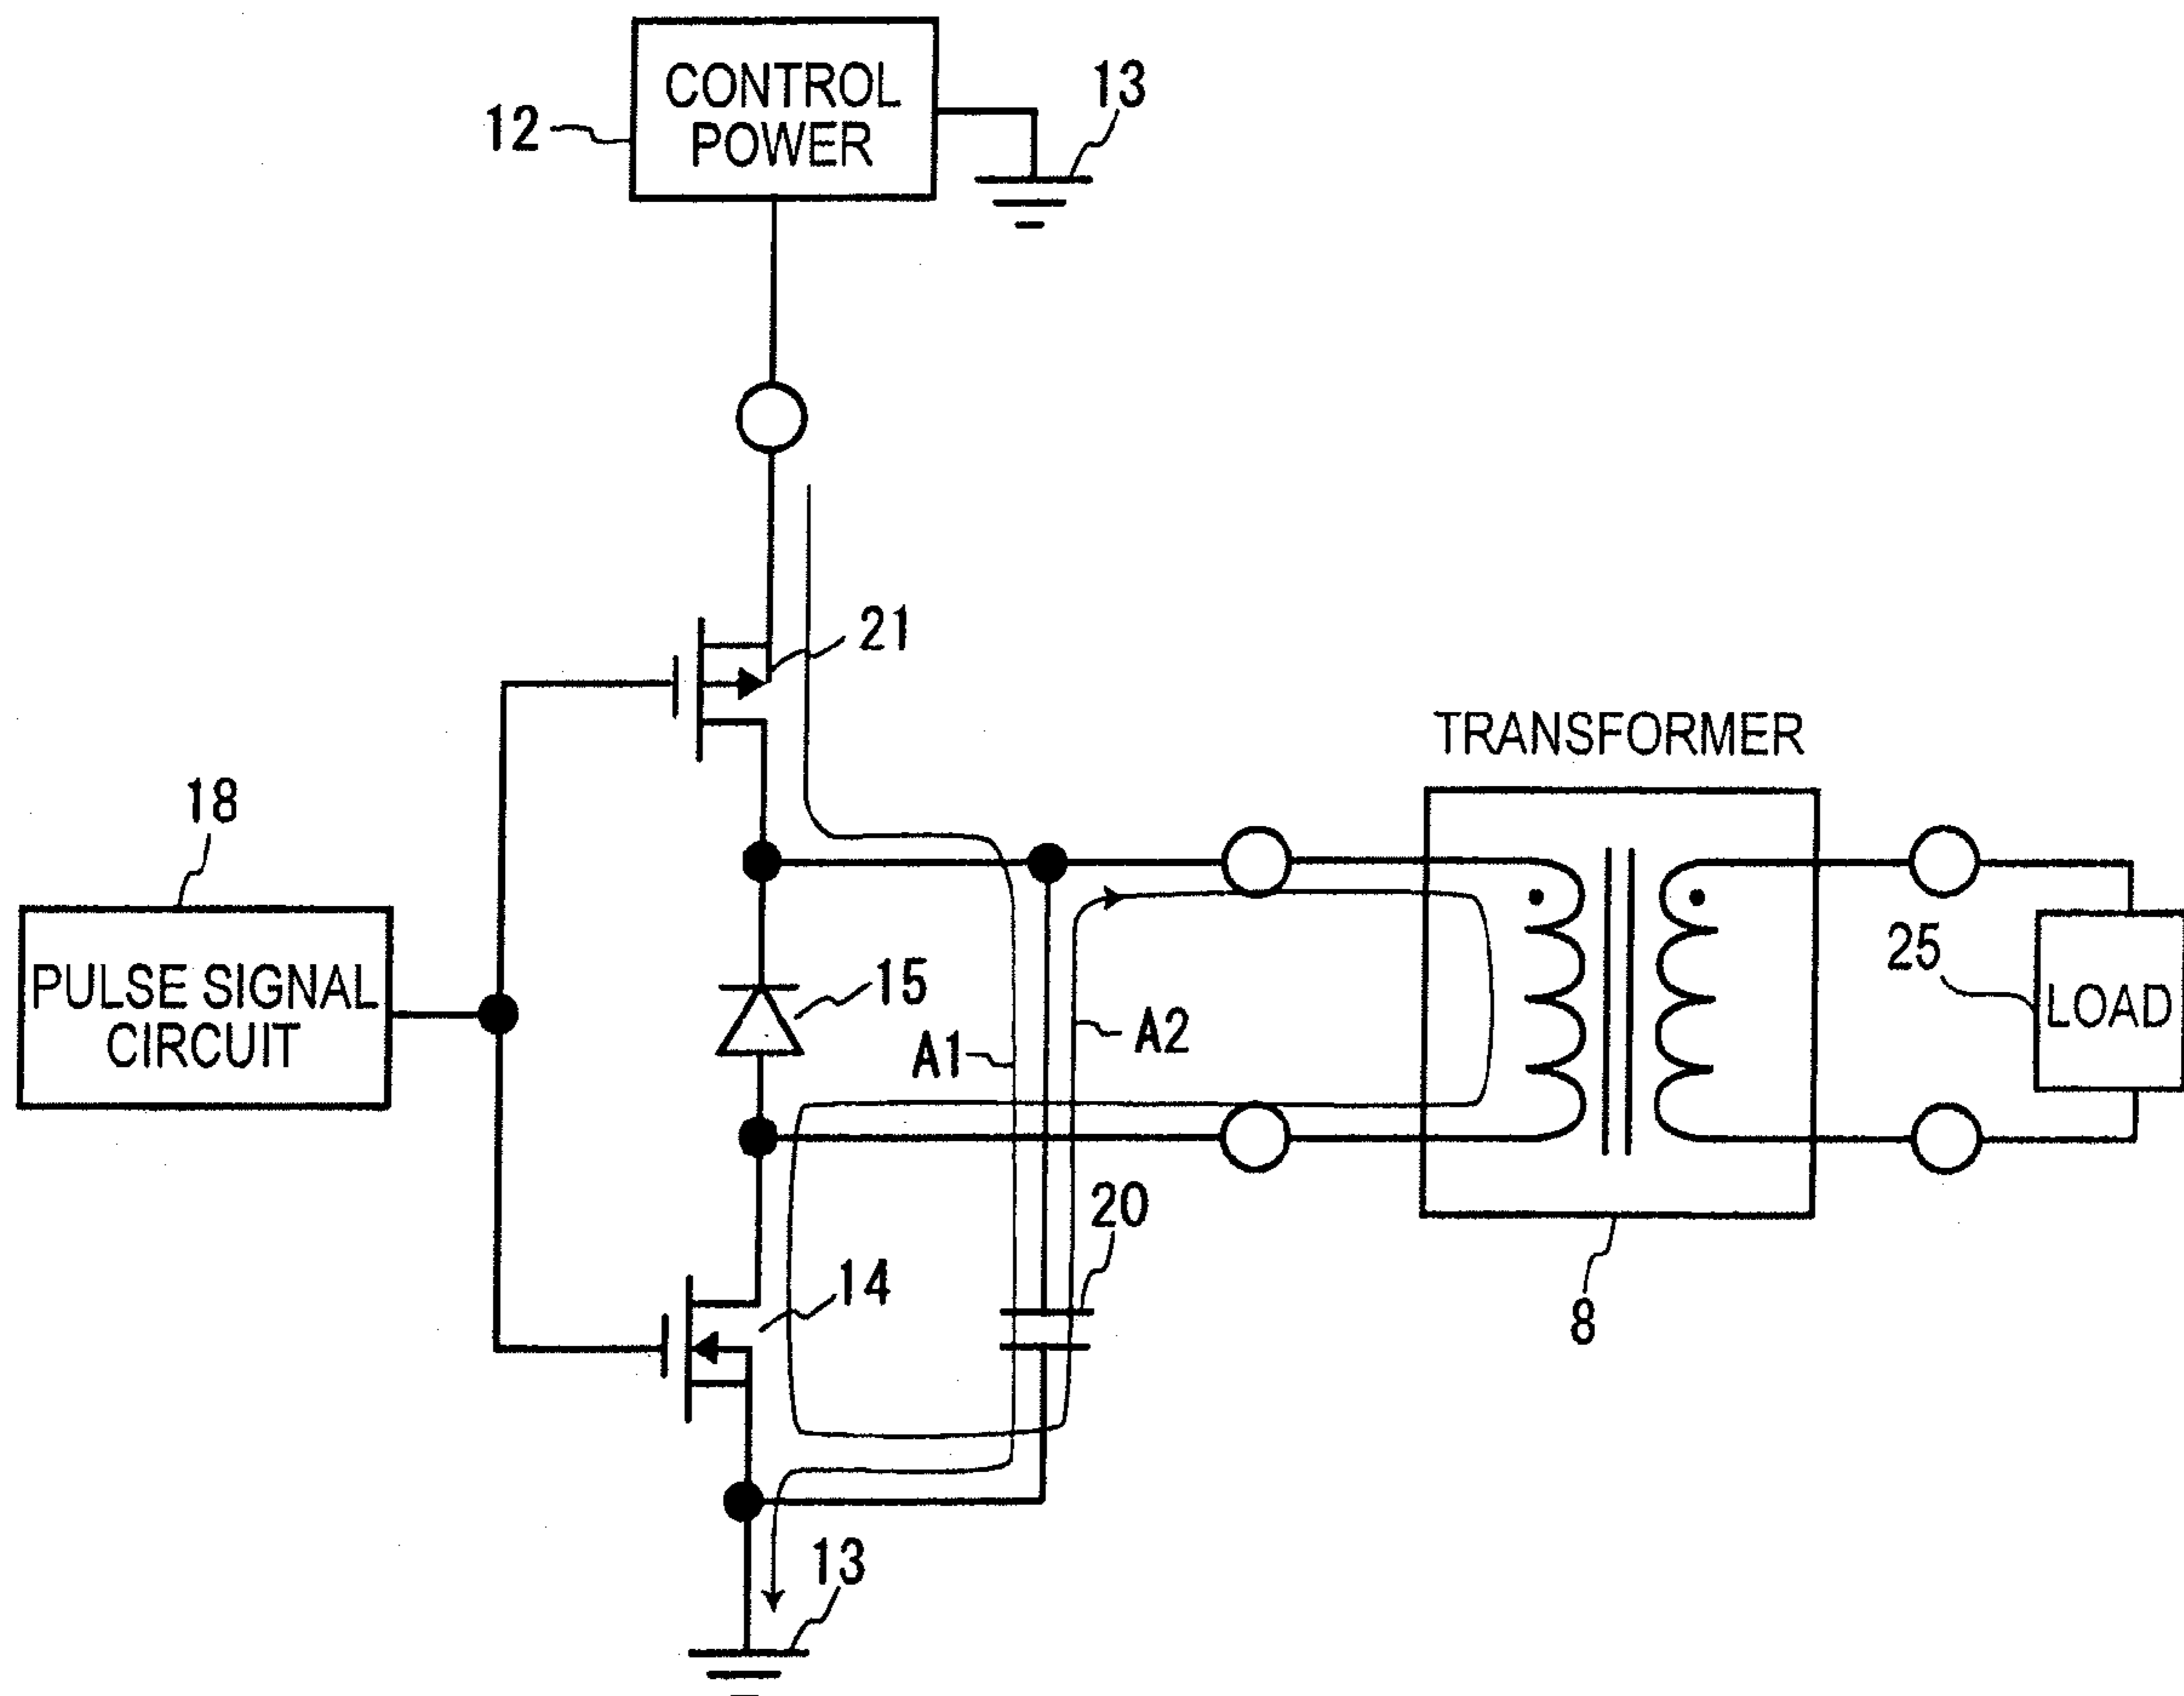 CONTROL
POWER
12
13
21
TRANSFORMER
18
PULSE SIGNAL
CIRCUIT
15
A1
A2
25
LOAD
20
14
8
13